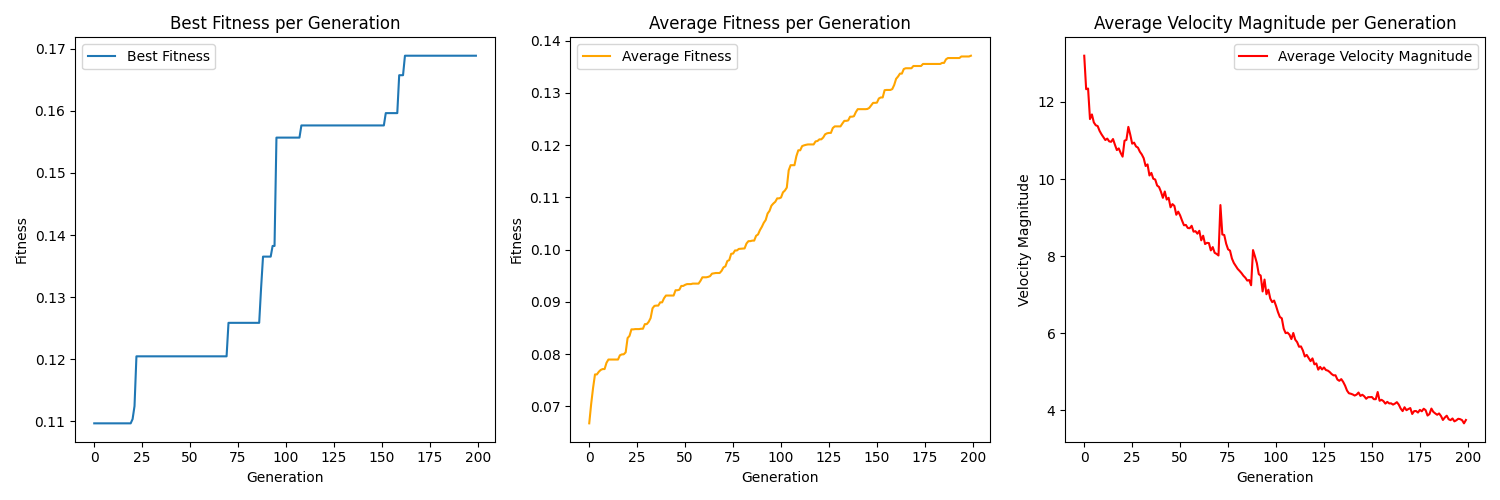 Best Fitness per Generation
Best Fitness
0.17
0.16
0.15
0.14
0.13
0.12
0.11
Fitness
0 25 50 75 100 125 150 175 200
Generation
Average Fitness per Generation
Average Fitness
0.14
0.13
0.12
0.11
0.10
0.09
0.08
0.07
Fitness
0 25 50 75 100 125 150 175 200
Generation
Average Velocity Magnitude per Generation
Average Velocity Magnitude
12
10
8
6
4
Velocity Magnitude
0 25 50 75 100 125 150 175 200
Generation